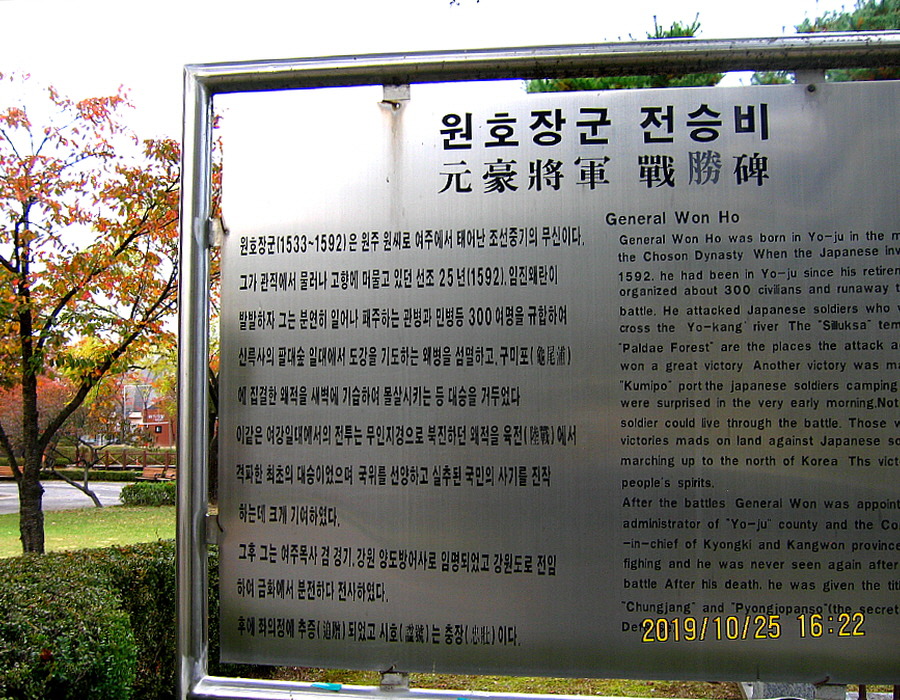 원호장군 전승비
元豪將軍 戰勝碑
원호장군(1533~1592)은 원주 원씨로 여주에서 태어난 조선중기의 무신이다.
그가 관직에서 물러나 고향에 머물고 있던 선조 25년(1592), 임진왜란이
발발하자 그는 분연히 일어나 패주하는 관병과 민병등 300여명을 규합하여
신륵사의 팔대숲 일대에서 도강을 기도하는 왜병을 섬멸하고, 구미포(龜尾浦)
에 집결한 왜적을 새벽에 기습하여 몰살시키는 등 대승을 거두었다
이같은 여강일대에서의 전투는 무인지경으로 북진하던 왜적을 육전(陸戰)에서
격파한 최초의 대승이었으며 국위를 선양하고 실추된 국민의 사기를 진작
하는데 크게 기여하였다.
그후 그는 여주목사 겸 경기, 강원 양도방어사로 임명되었고 강원도로 전임
하여 금화에서 분전하다 전사하였다.
후에 좌의정에 추증(追贈)되었고 시호(諡號)는 충장(忠壯)이다.
General Won Ho
General Won Ho was born in Yo-ju in the m
the Choson Dynasty When the Japanese inv
1592, he had been in Yo-ju since his retirem
organized about 300 civilians and runaway t
battle. He attacked Japanese soldiers who w
cross the Yo-kang' river The "Silluksa" tem
"Paldae Forest" are the places the attack a
won a great victory Another victory was ma
"Kumipo" port the japanese soldiers camping
were surprised in the very early morning.Not
soldier could live through the battle. Those w
victories mads on land against Japanese so
marching up to the north of Korea Ths victo
people's spirits.
After the battles General Won was appoint
administrator of "Yo-ju" county and the Co
-in-chief of Kyongki and Kangwon province
fighing and he was never seen again after
battle After his death, he was given the tit
"Chungjang" and "Pyongjopanso"(the secret
De
2019/10/25 16:22